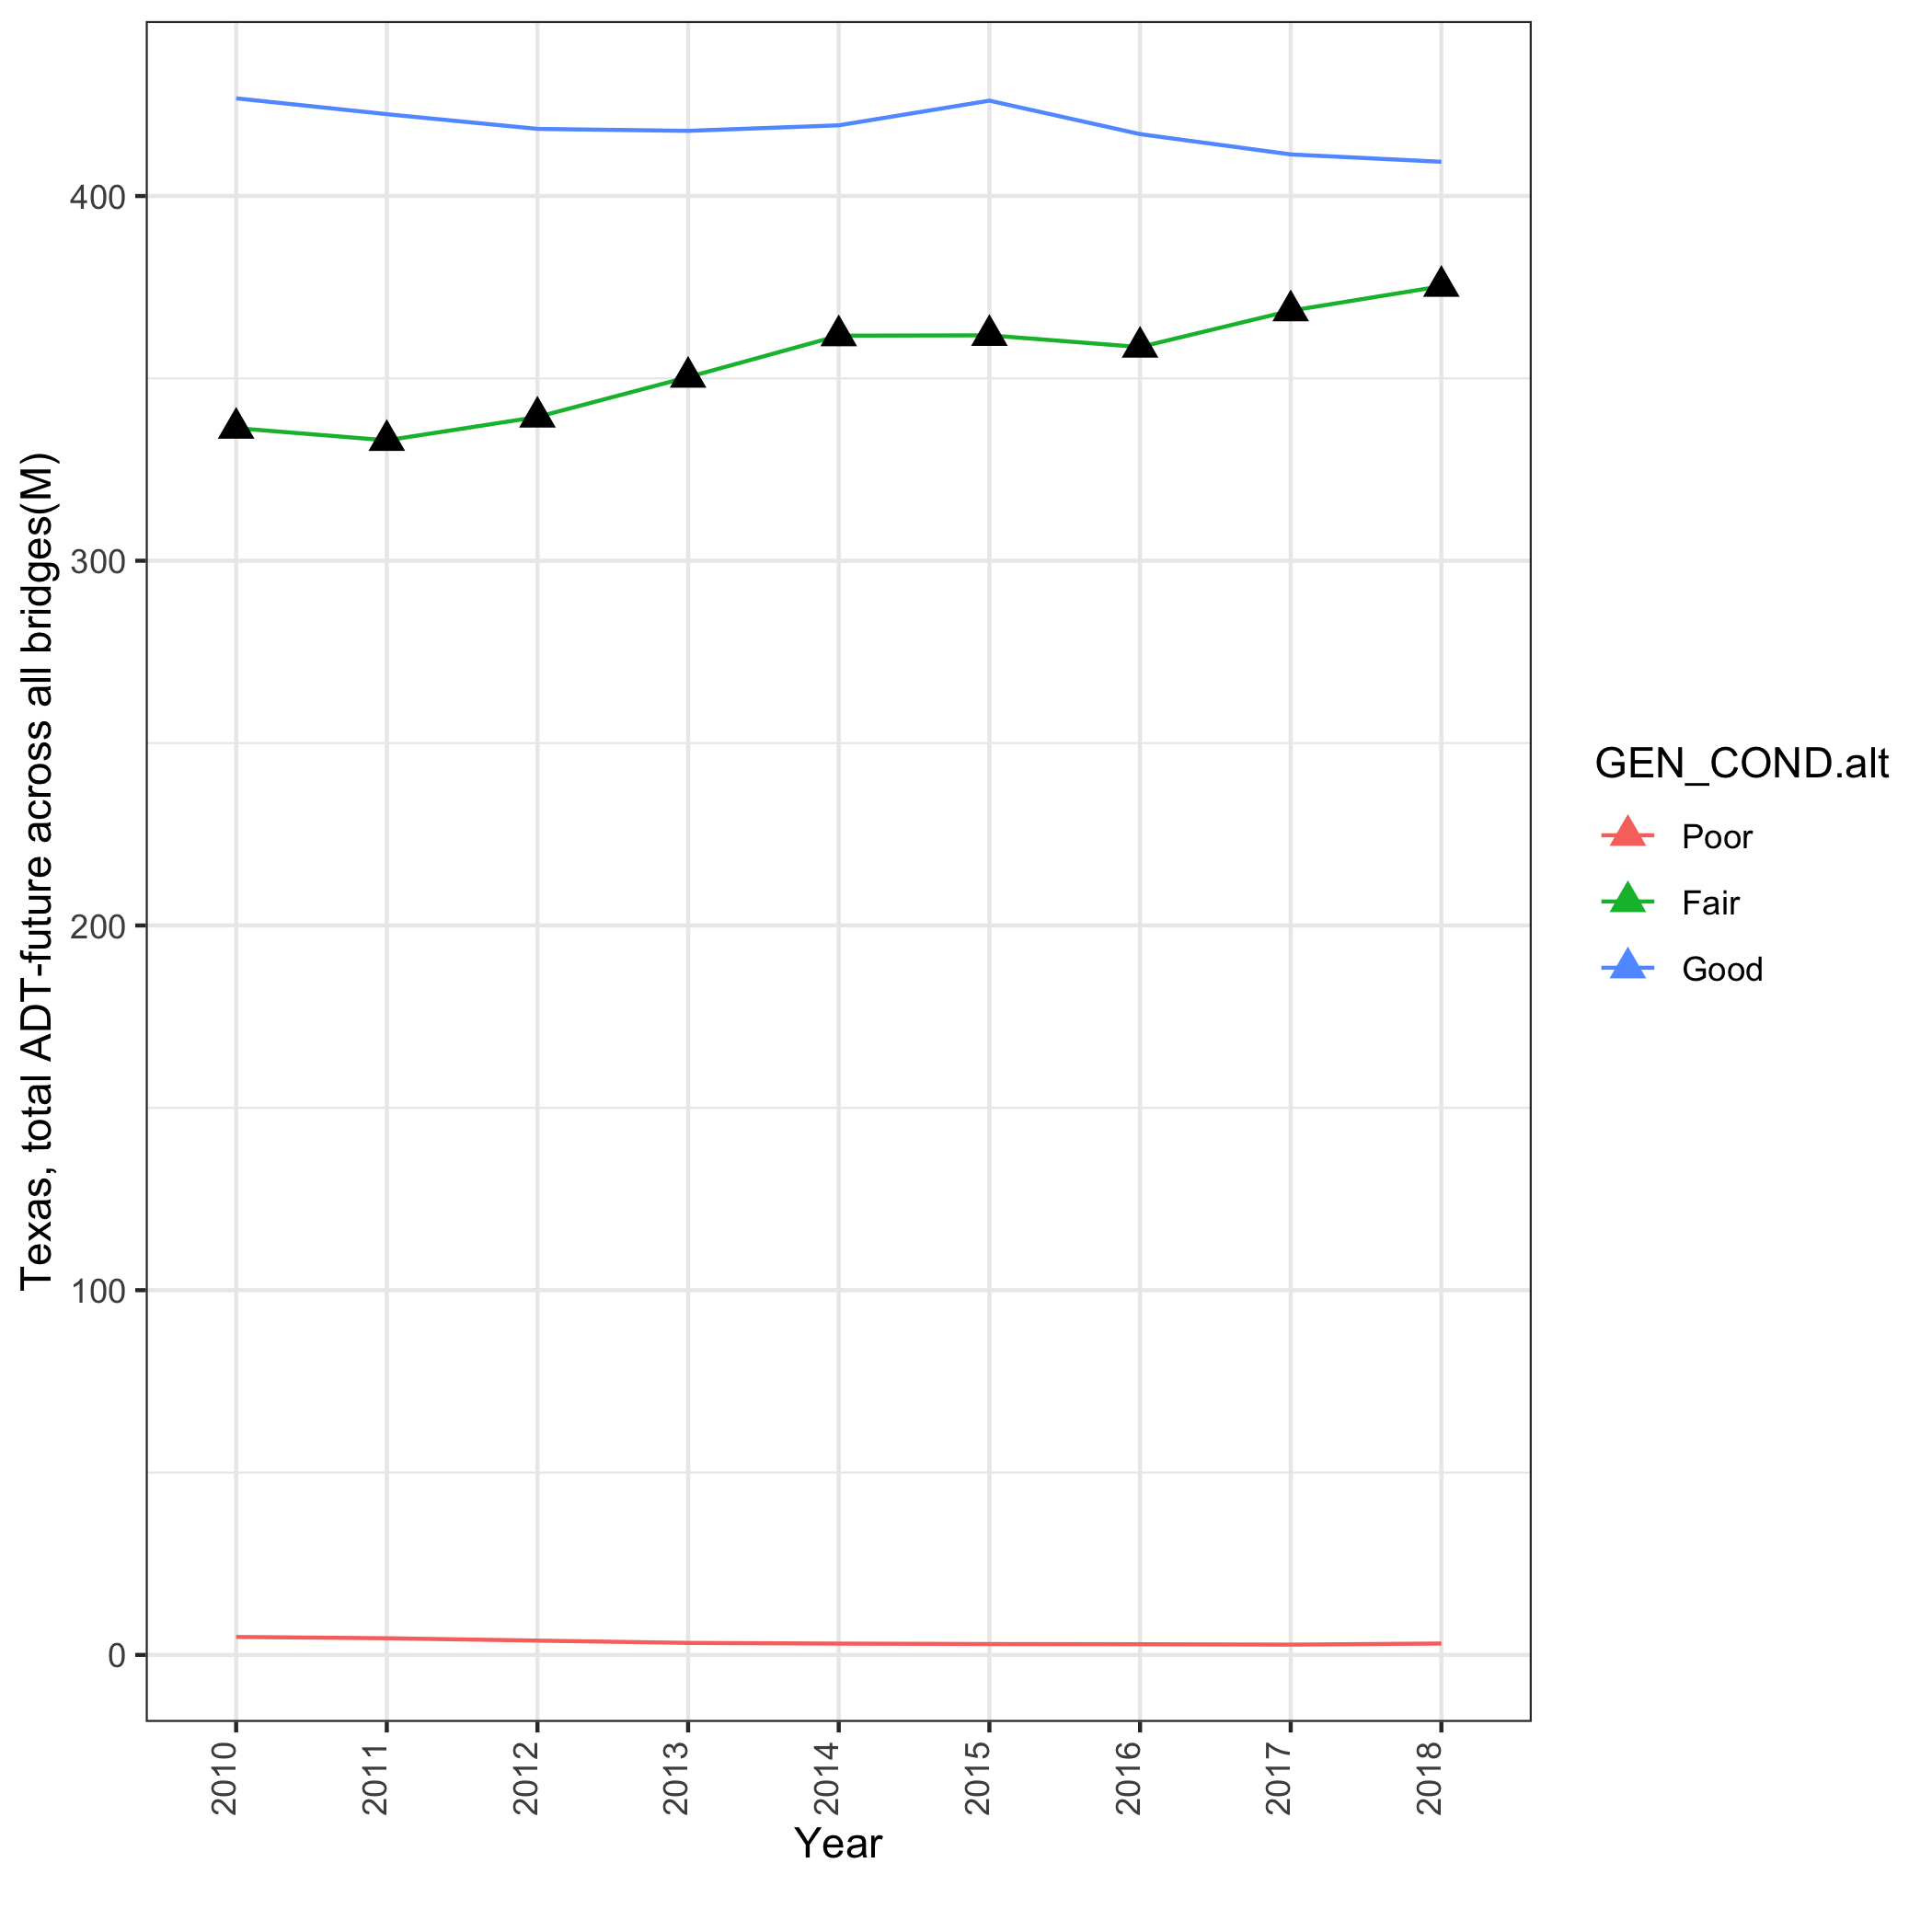 Texas, total ADT-future across all bridges(M)
400
300
200
100
0
2010
2011
2012
2013
2014
2015
2016
2017
2018
Year
GEN_COND.alt
Poor
Fair
Good